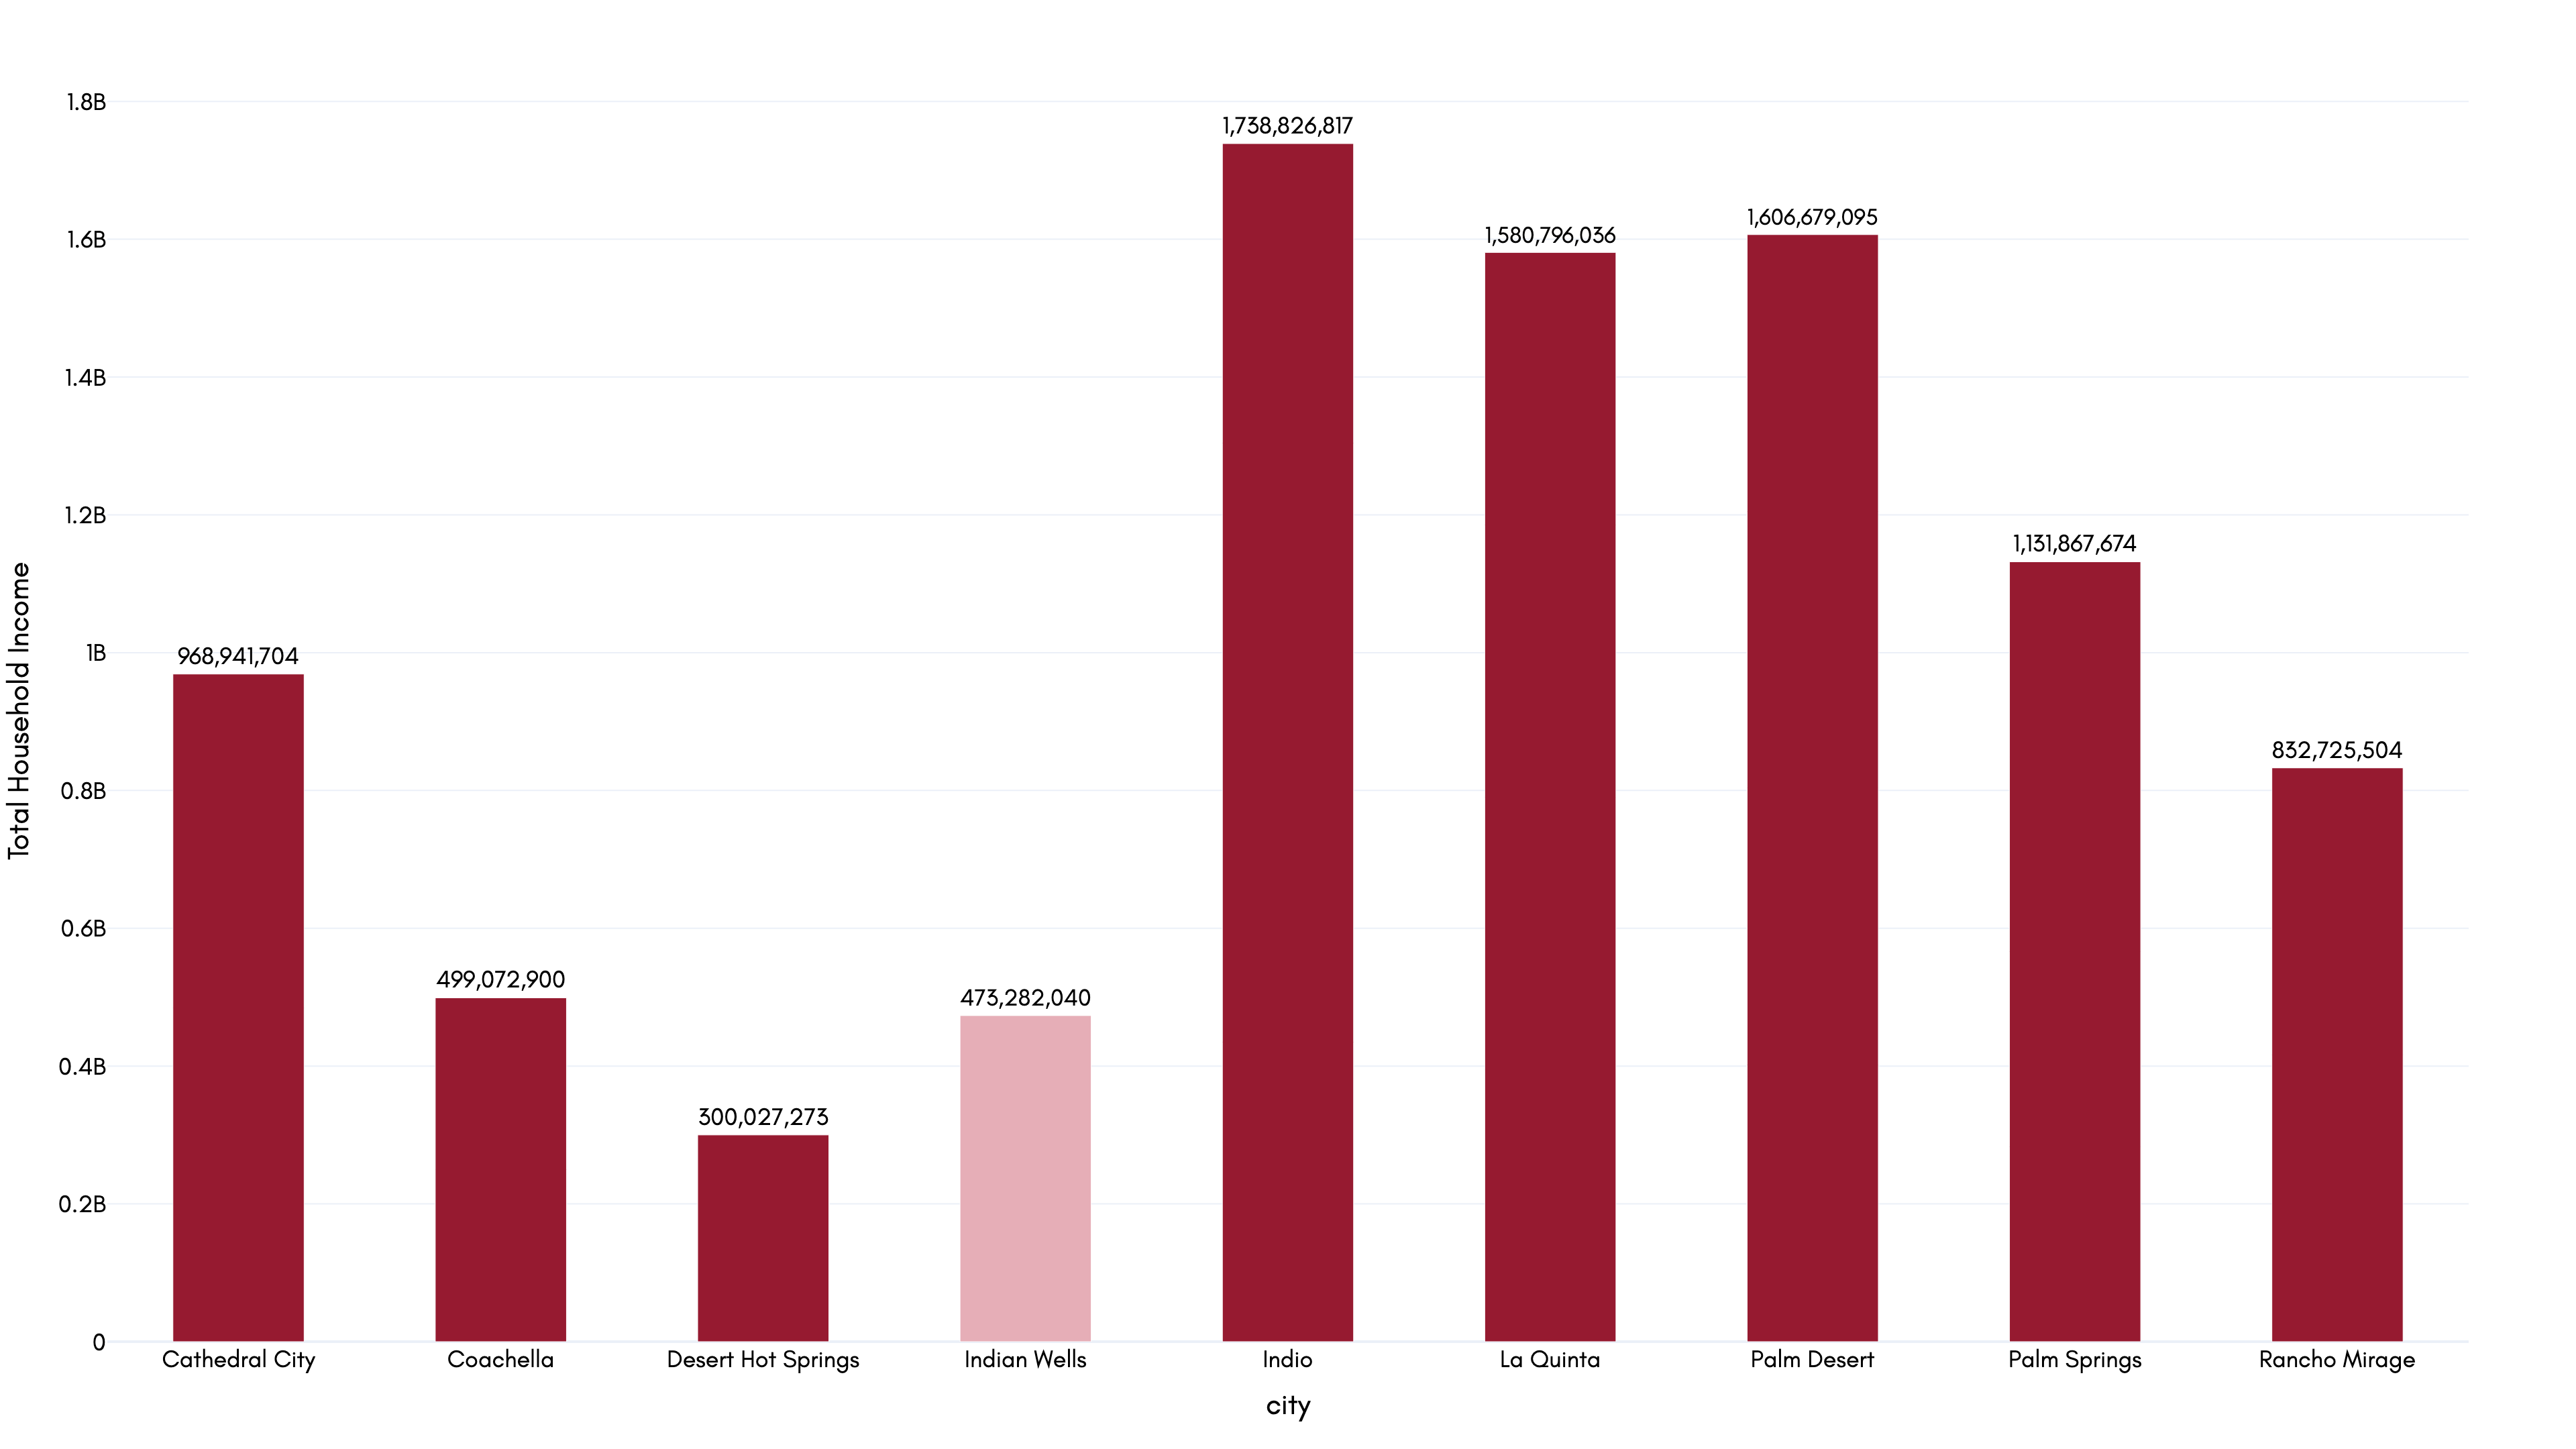 Total Household Income
1.8B
1.6B
1.4B
1.2B
1B
0.8B
0.6B
0.4B
0.2B
0
968,941,704
499,072,900
300,027,273
473,282,040
1,738,826,817
1,580,796,036
1,606,679,095
1,131,867,674
832,725,504
Cathedral City
Coachella
Desert Hot Springs
Indian Wells
Indio
La Quinta
Palm Desert
Palm Springs
Rancho Mirage
city